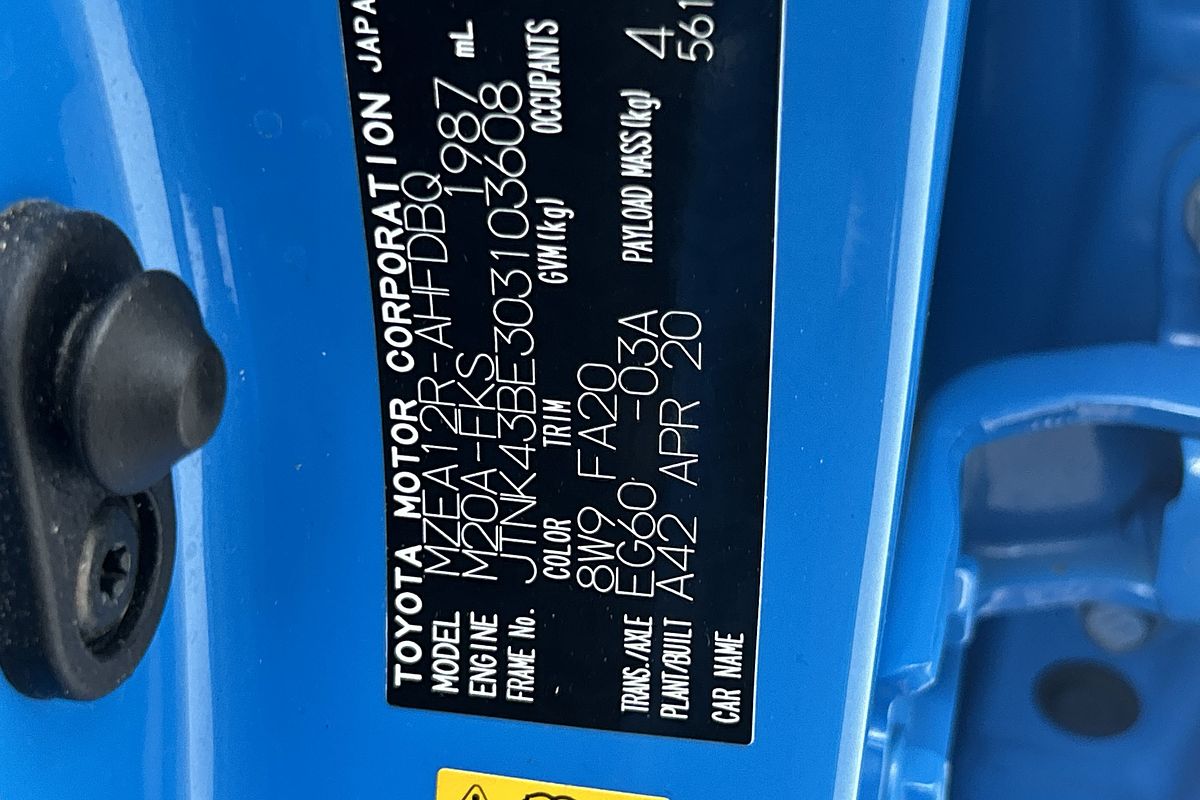 TOYOTA MOTOR CORPORATION JAPA
MODEL MZEA12R-AHFDBQ
ENGINE M20A-FKS 1987 mL
FRAME No. JTNK43BE303103608
COLOR TRIM GVM(kg) OCCUPANTS
8W9 FA20 4
TRANS./AXLE EG60 -03A PAYLOAD MASS(kg) 561
PLANT/BUILT A42 APR 20
CAR NAME